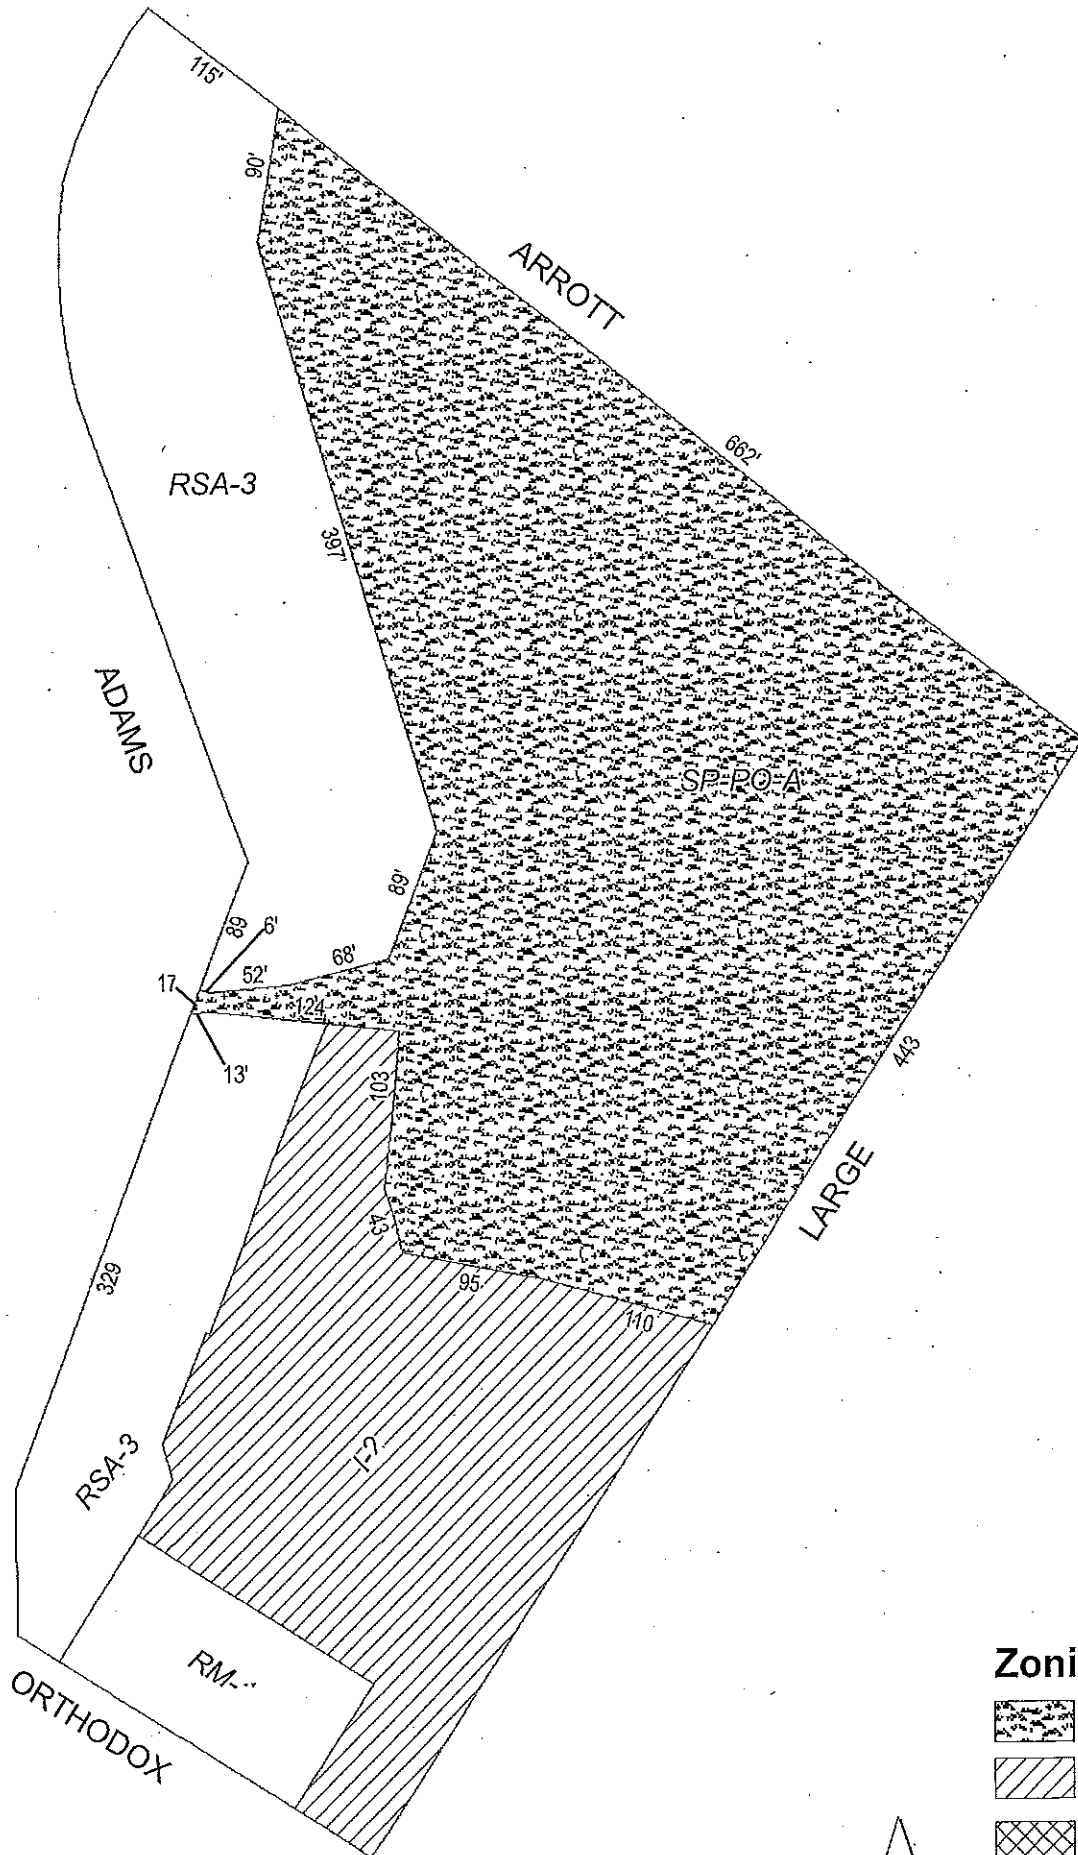 115'
90'
ARROTT
662'
RSA-3
397'
ADAMS
SP-PO-A
89'
89
6'
68'
52'
17
124
13'
103
443
43
LARGE
95
110
329
RSA-3
ORTHODOX
Zoni